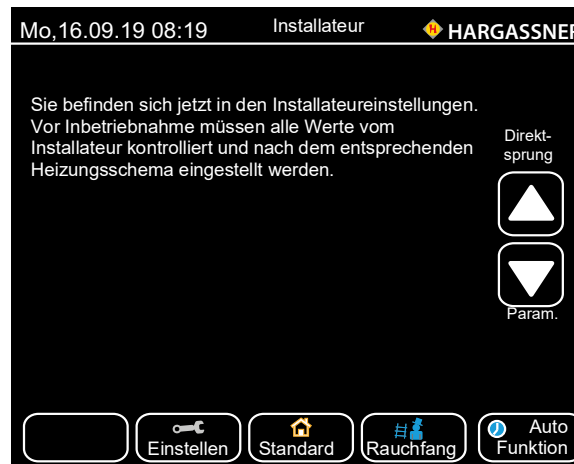 Mo,16.09.19 08:19 Installateur HARGASSNER
Sie befinden sich jetzt in den Installateureinstellungen.
Vor Inbetriebnahme müssen alle Werte vom
Installateur kontrolliert und nach dem entsprechenden
Heizungsschema eingestellt werden.
Direkt-
sprung
Param.
Einstellen
Standard
Rauchfang
Auto
Funktion